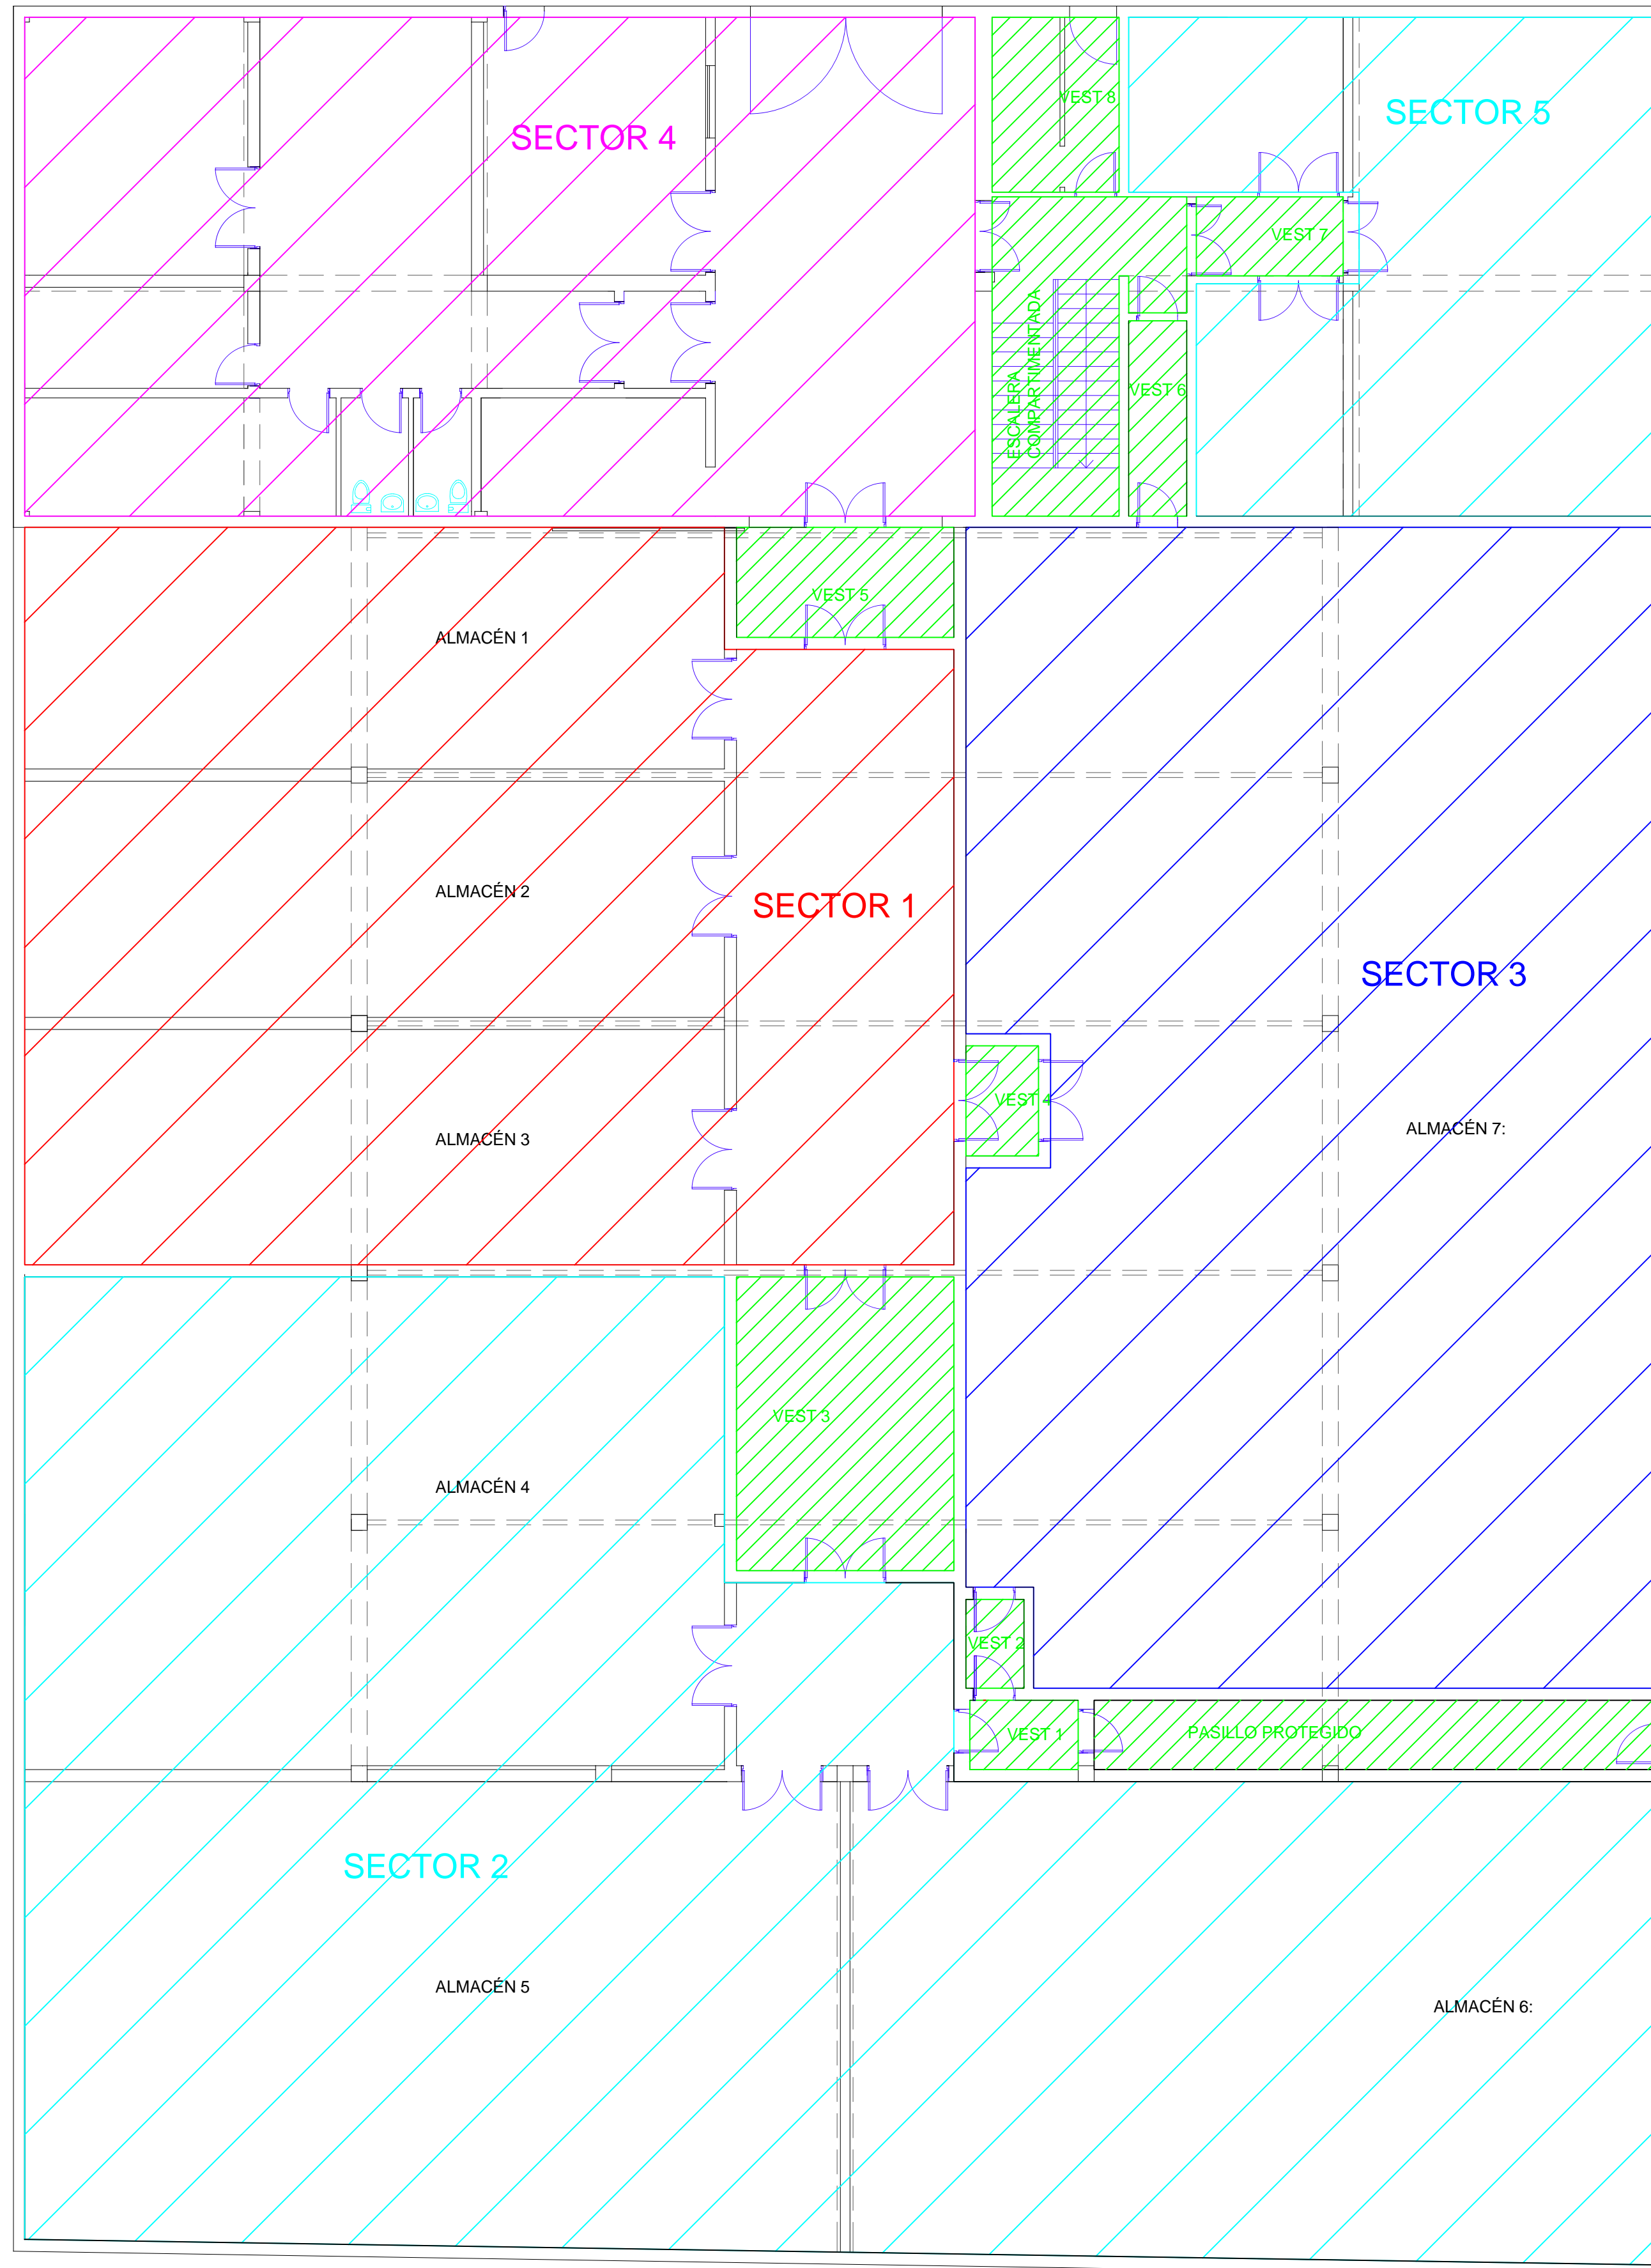 VEST 8
SECTOR 5
SECTOR 4
VEST 7
ESCALERA
COMPARTIMENTADA
VEST 6
VEST 5
ALMACÉN 1
ALMACÉN 2
SECTOR 1
SECTOR 3
VEST 4
ALMACÉN 7:
ALMACÉN 3
VEST 3
ALMACÉN 4
VEST 2
VEST 1
PASILLO PROTEGIDO
SECTOR 2
ALMACÉN 5
ALMACÉN 6: